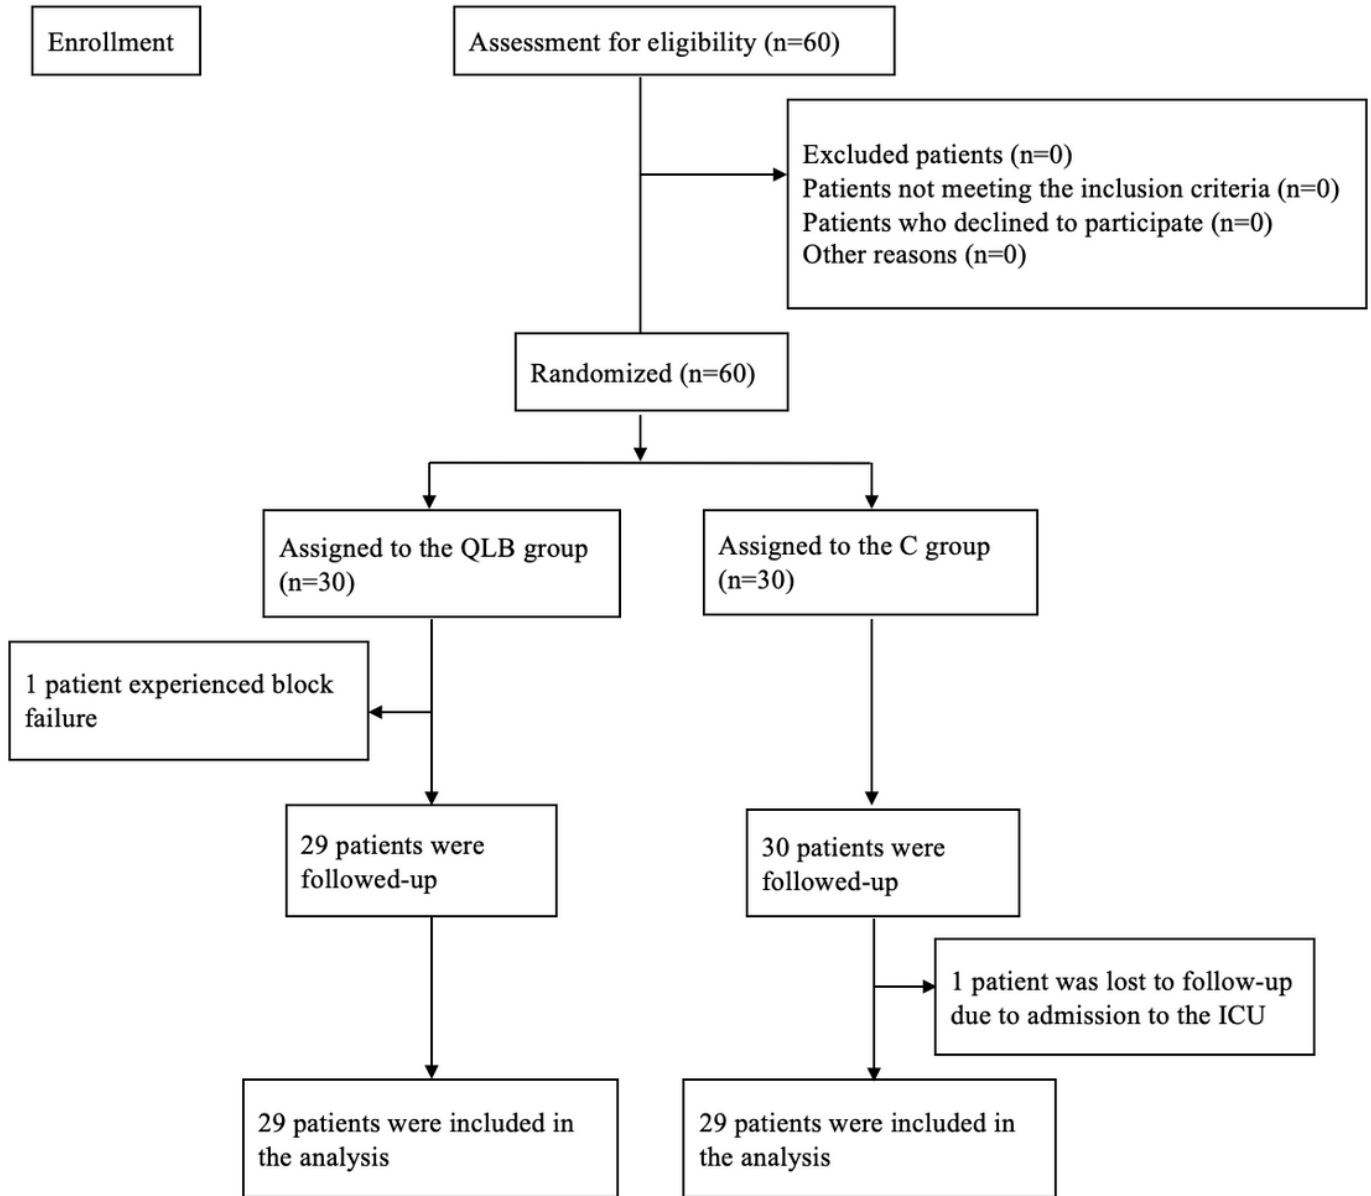 Enrollment
Assessment for eligibility (n=60)
Excluded patients (n=0)
Patients not meeting the inclusion criteria (n=0)
Patients who declined to participate (n=0)
Other reasons (n=0)
Randomized (n=60)
Assigned to the QLB group
(n=30)
Assigned to the C group
(n=30)
1 patient experienced block
failure
29 patients were
followed-up
30 patients were
followed-up
1 patient was lost to follow-up
due to admission to the ICU
29 patients were included in
the analysis
29 patients were included in
the analysis